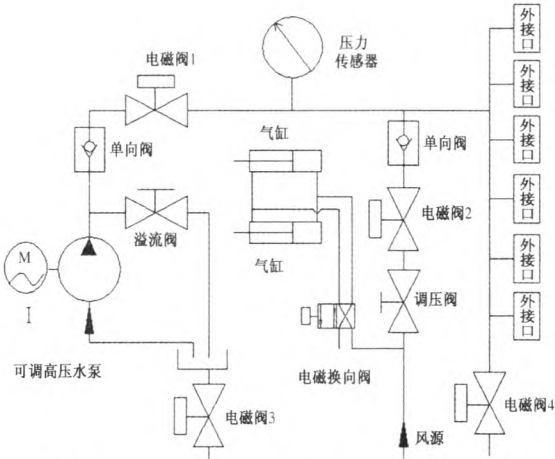 电磁阀1
压力
传感器
外接口
外接口
外接口
外接口
外接口
外接口
单向阀
气缸
单向阀
电磁阀2
溢流阀
气缸
M
调压阀
可调高压水泵
电磁换向阀
电磁阀3
风源
电磁阀4